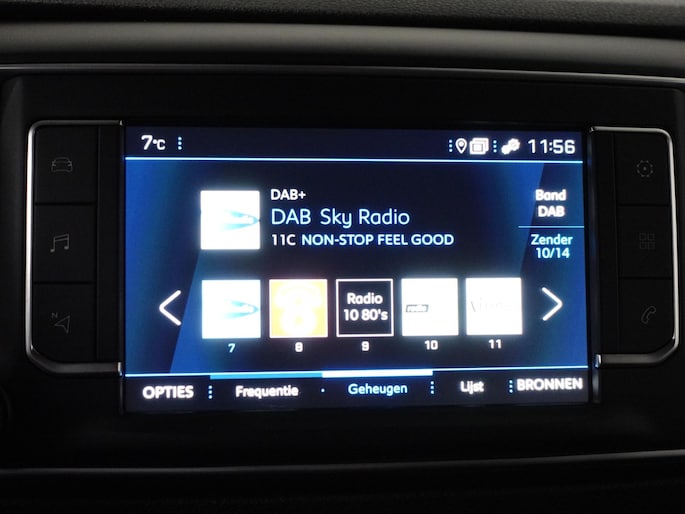 7°C
11:56
DAB+
DAB Sky Radio
11C NON-STOP FEEL GOOD
Band
DAB
Zender
10/14
Radio
10 80's
7
8
9
10
11
OPTIES
Frequentie
Geheugen
Lijst
BRONNEN
N